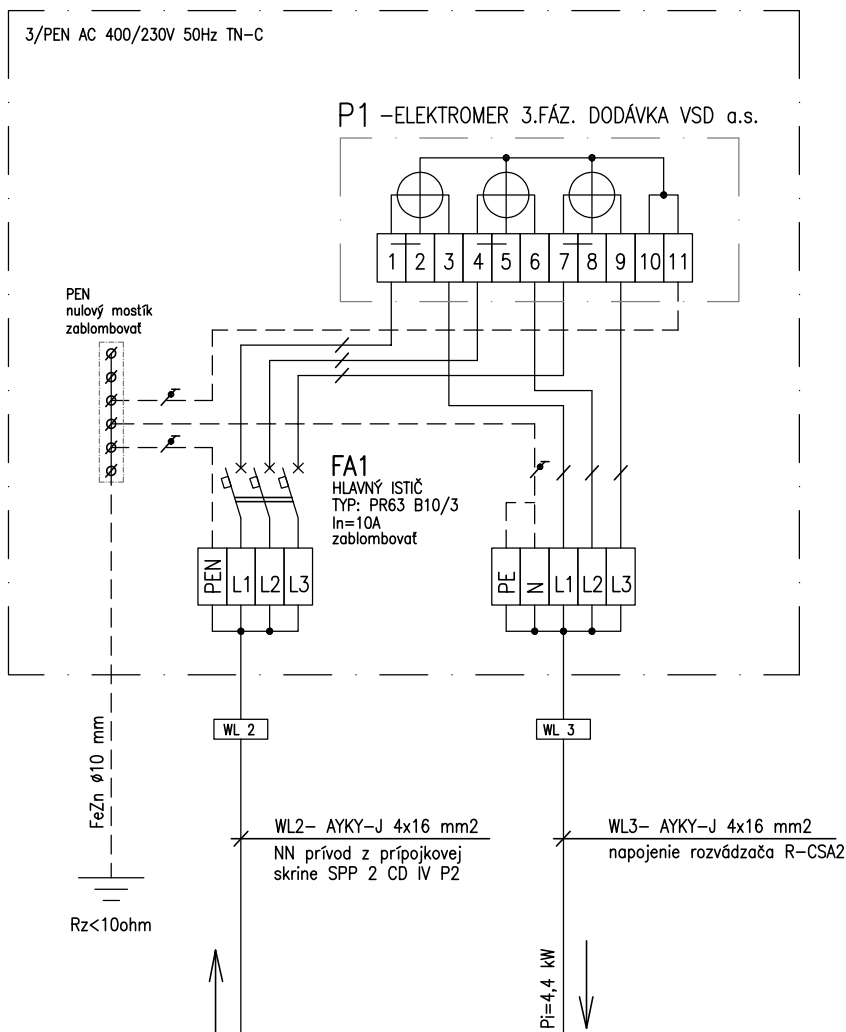 3/PEN AC 400/230V 50Hz TN-C
P1 -ELEKTROMER 3.FÁZ. DODÁVKA VSD a.s.
1 2 3 4 5 6 7 8 9 10 11
PEN
nulový mostík
zablombovať
FA1
HLAVNÝ ISTIČ
TYP: PR63 B10/3
In=10A
zablombovať
PEN L1 L2 L3
PE N L1 L2 L3
WL 2
WL 3
FeZn ø10 mm
WL2- AYKY-J 4x16 mm2
NN prívod z prípojkovej
skrine SPP 2 CD IV P2
WL3- AYKY-J 4x16 mm2
napojenie rozvádzača R-CSA2
Rz<10ohm
Pi=4,4 kW